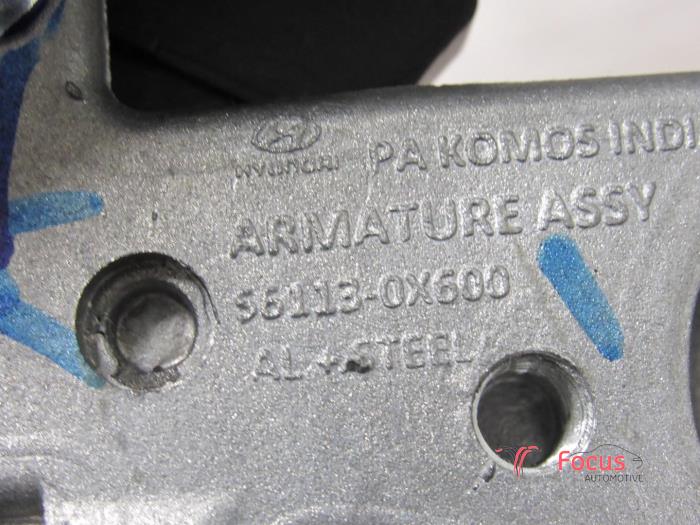 HYUNDAI PA KOMOS INDI
ARMATURE ASSY
56113-0X600
AL + STEEL
Focus
AUTOMOTIVE